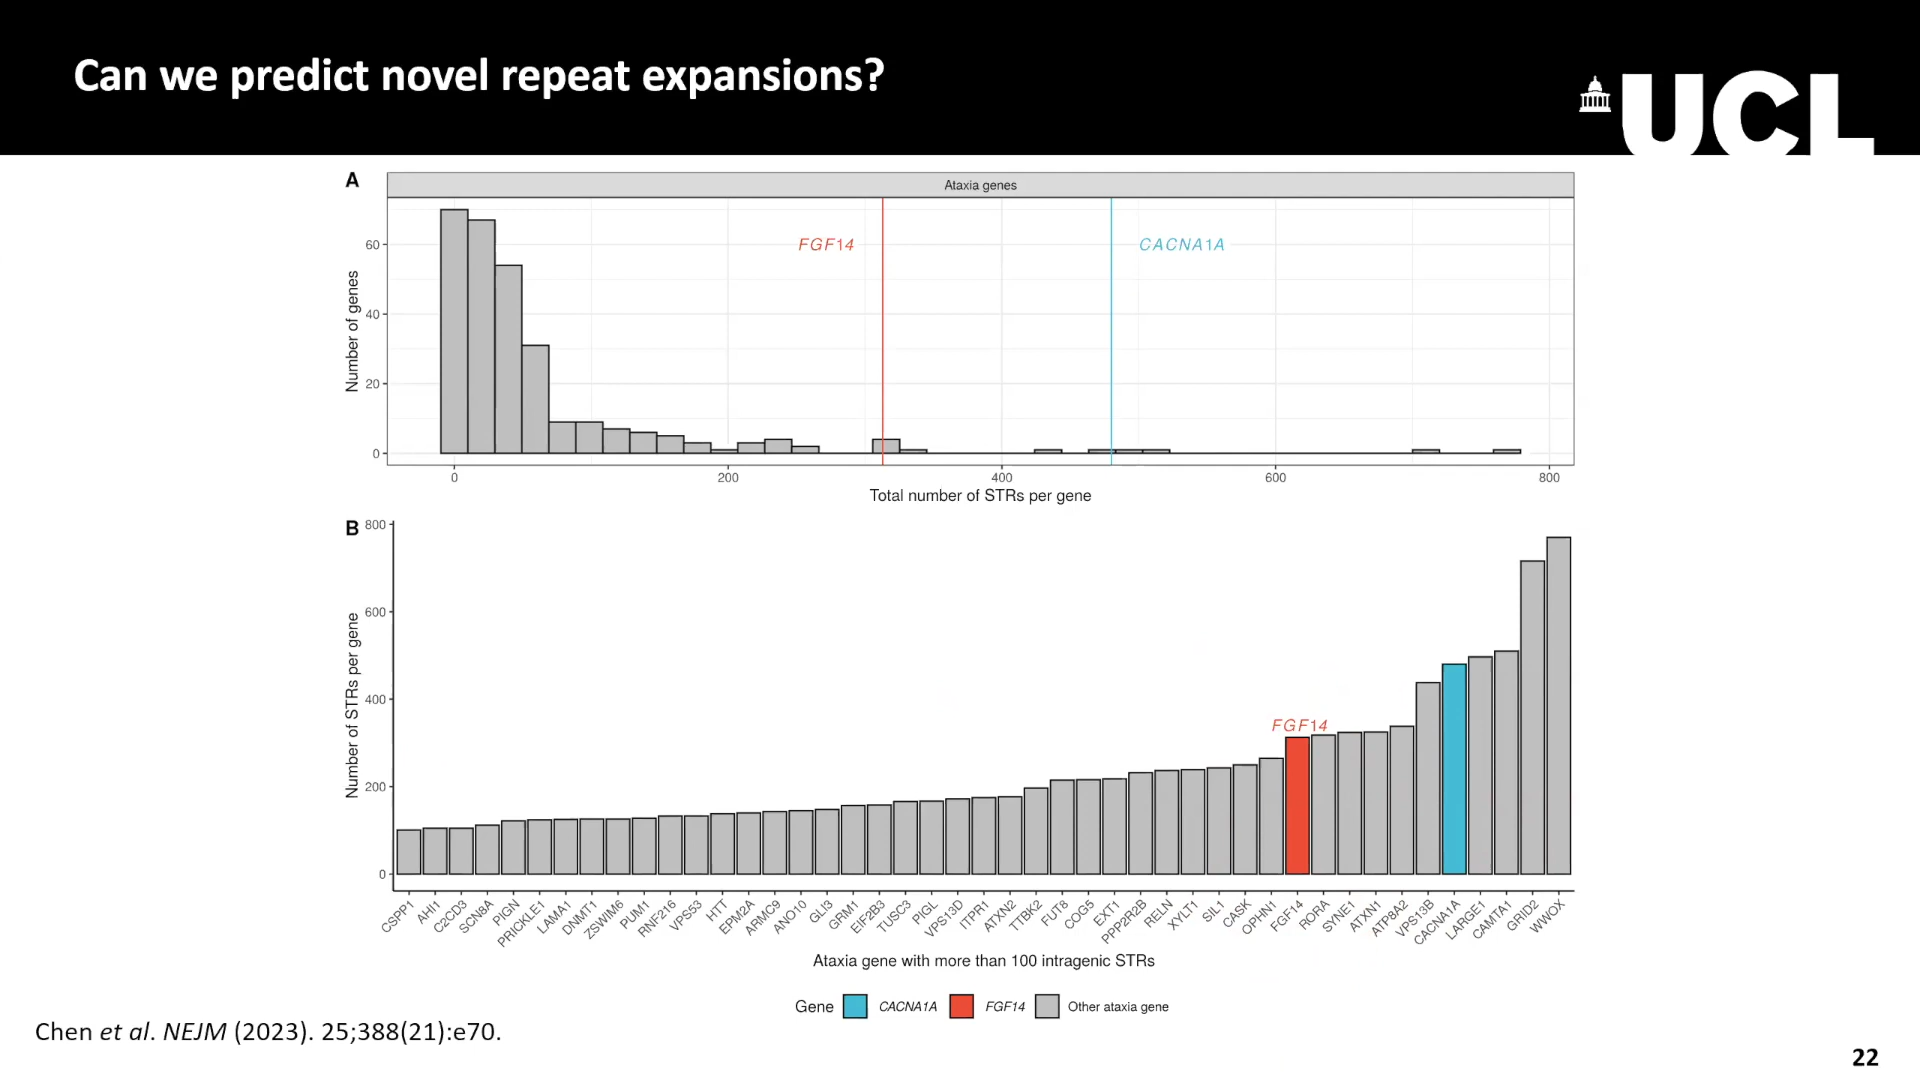 Can we predict novel repeat expansions?
UCL
A
Ataxia genes
FGF14
CACNA1A
Number of genes
60
40
20
0
0 200 400 600 800
Total number of STRs per gene
B
FGF14
Number of STRs per gene
800
600
400
200
0
CSPP1 AHI1 C2CD3 SCN8A PIGN PRICKLE1 LAMA1 DNMT1 ZSWIM6 PUM1 RNF216 VPS53 HTT EPM2A ARMC9 ANO10 GLI3 GRM1 EIF2B3 TUSC3 PIGL VPS13D ITPR1 ATXN2 TTBK2 FUT8 COG5 EXT1 PPP2R2B RELN XYLT1 SIL1 CASK OPHN1 FGF14 RORA SYNE1 ATXN1 ATP8A2 VPS13B CACNA1A LARGE1 CAMTA1 GRID2 WWOX
Ataxia gene with more than 100 intragenic STRs
Gene CACNA1A FGF14 Other ataxia gene
Chen et al. NEJM (2023). 25;388(21):e70.
22